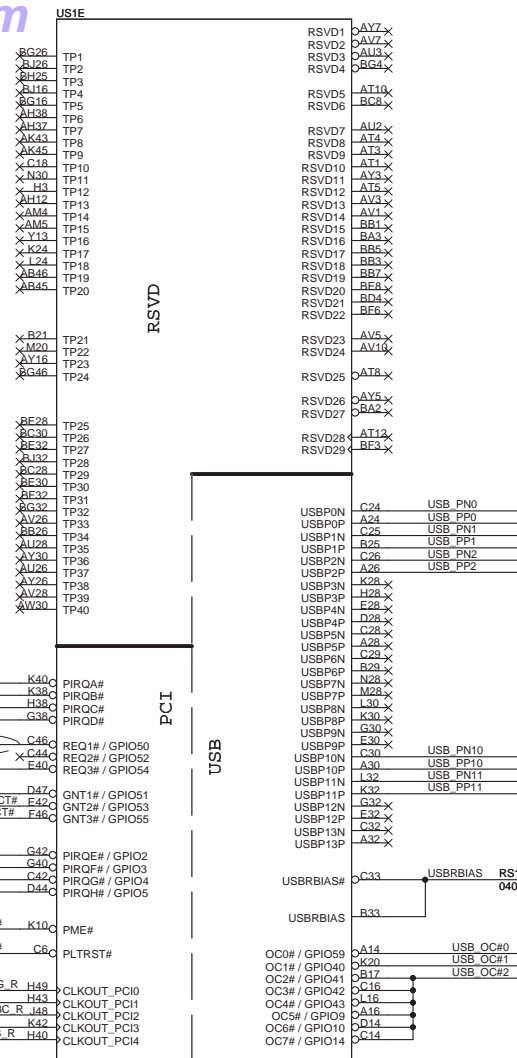 m
US1E
BG26 TP1
BJ26 TP2
BH25 TP3
BJ16 TP4
BG16 TP5
AH38 TP6
AH37 TP7
AK43 TP8
AK45 TP9
C18 TP10
N30 TP11
H3 TP12
AH12 TP13
AM4 TP14
AM5 TP15
Y13 TP16
K24 TP17
L24 TP18
AB46 TP19
AB45 TP20
B21 TP21
M20 TP22
AY16 TP23
BG46 TP24
BE28 TP25
BC30 TP26
BE32 TP27
BJ32 TP28
BC28 TP29
BE30 TP30
BF32 TP31
BG32 TP32
AV26 TP33
BB26 TP34
AU28 TP35
AY30 TP36
AU26 TP37
AY26 TP38
AV28 TP39
AW30 TP40
RSVD
RSVD1 AY7
RSVD2 AV7
RSVD3 AU3
RSVD4 BG4
RSVD5 AT10
RSVD6 BC8
RSVD7 AU2
RSVD8 AT4
RSVD9 AT3
RSVD10 AT1
RSVD11 AY3
RSVD12 AT5
RSVD13 AV3
RSVD14 AV1
RSVD15 BB1
RSVD16 BA3
RSVD17 BB5
RSVD18 BB3
RSVD19 BB7
RSVD20 BE8
RSVD21 BD4
RSVD22 BF6
RSVD23 AV5
RSVD24 AV10
RSVD25 AT8
RSVD26 AY5
RSVD27 BA2
RSVD28 AT12
RSVD29 BF3
K40 PIRQA#
K38 PIRQB#
H38 PIRQC#
G38 PIRQD#
C46 REQ1# / GPIO50
C44 REQ2# / GPIO52
E40 REQ3# / GPIO54
D47 GNT1# / GPIO51
CT# E42 GNT2# / GPIO53
CT# F46 GNT3# / GPIO55
G42 PIRQE# / GPIO2
G40 PIRQF# / GPIO3
C42 PIRQG# / GPIO4
D44 PIRQH# / GPIO5
# K10 PME#
# C6 PLTRST#
G_R H49 CLKOUT_PCI0
H43 CLKOUT_PCI1
BC_R J48 CLKOUT_PCI2
K42 CLKOUT_PCI3
B_R H40 CLKOUT_PCI4
PCI
USB
USBP0N C24 USB_PN0
USBP0P A24 USB_PP0
USBP1N C25 USB_PN1
USBP1P B25 USB_PP1
USBP2N C26 USB_PN2
USBP2P A26 USB_PP2
USBP3N K28
USBP3P H28
USBP4N E28
USBP4P D28
USBP5N C28
USBP5P A28
USBP6N C29
USBP6P B29
USBP7N N28
USBP7P M28
USBP8N L30
USBP8P K30
USBP9N G30
USBP9P E30
USBP10N C30 USB_PN10
USBP10P A30 USB_PP10
USBP11N L32 USB_PN11
USBP11P K32 USB_PP11
USBP12N G32
USBP12P E32
USBP13N C32
USBP13P A32
USBRBIAS# C33 USBRBIAS RS1
040
USBRBIAS B33
OC0# / GPIO59 A14 USB_OC#0
OC1# / GPIO40 K20 USB_OC#1
OC2# / GPIO41 B17 USB_OC#2
OC3# / GPIO42 C16
OC4# / GPIO43 L16
OC5# / GPIO9 A16
OC6# / GPIO10 D14
OC7# / GPIO14 C14